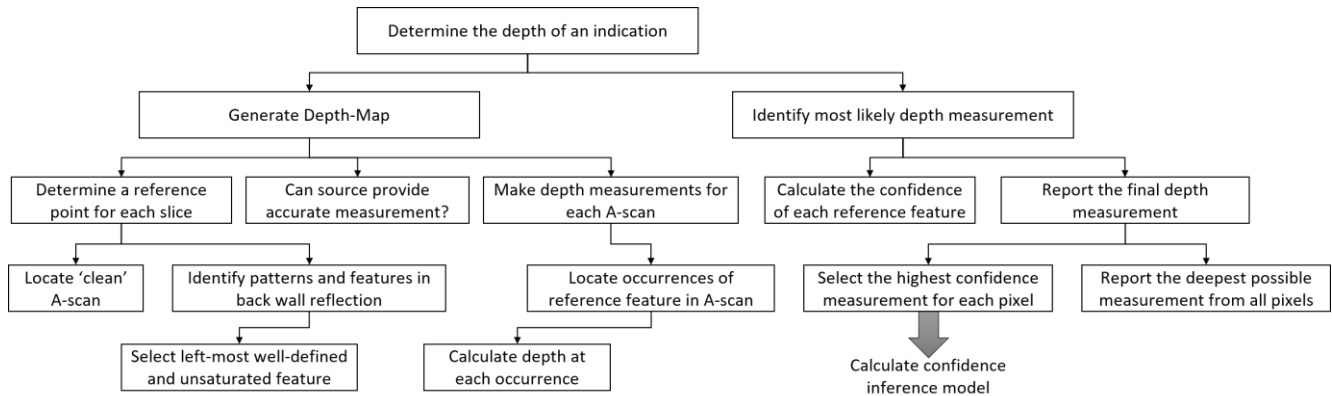 Determine the depth of an indication
Generate Depth-Map
Identify most likely depth measurement
Determine a reference
point for each slice
Can source provide
accurate measurement?
Make depth measurements for
each A-scan
Calculate the confidence
of each reference feature
Report the final depth
measurement
Locate ‘clean’
A-scan
Identify patterns and features in
back wall reflection
Locate occurrences of
reference feature in A-scan
Select the highest confidence
measurement for each pixel
Report the deepest possible
measurement from all pixels
Select left-most well-defined
and unsaturated feature
Calculate depth at
each occurrence
Calculate confidence
inference model